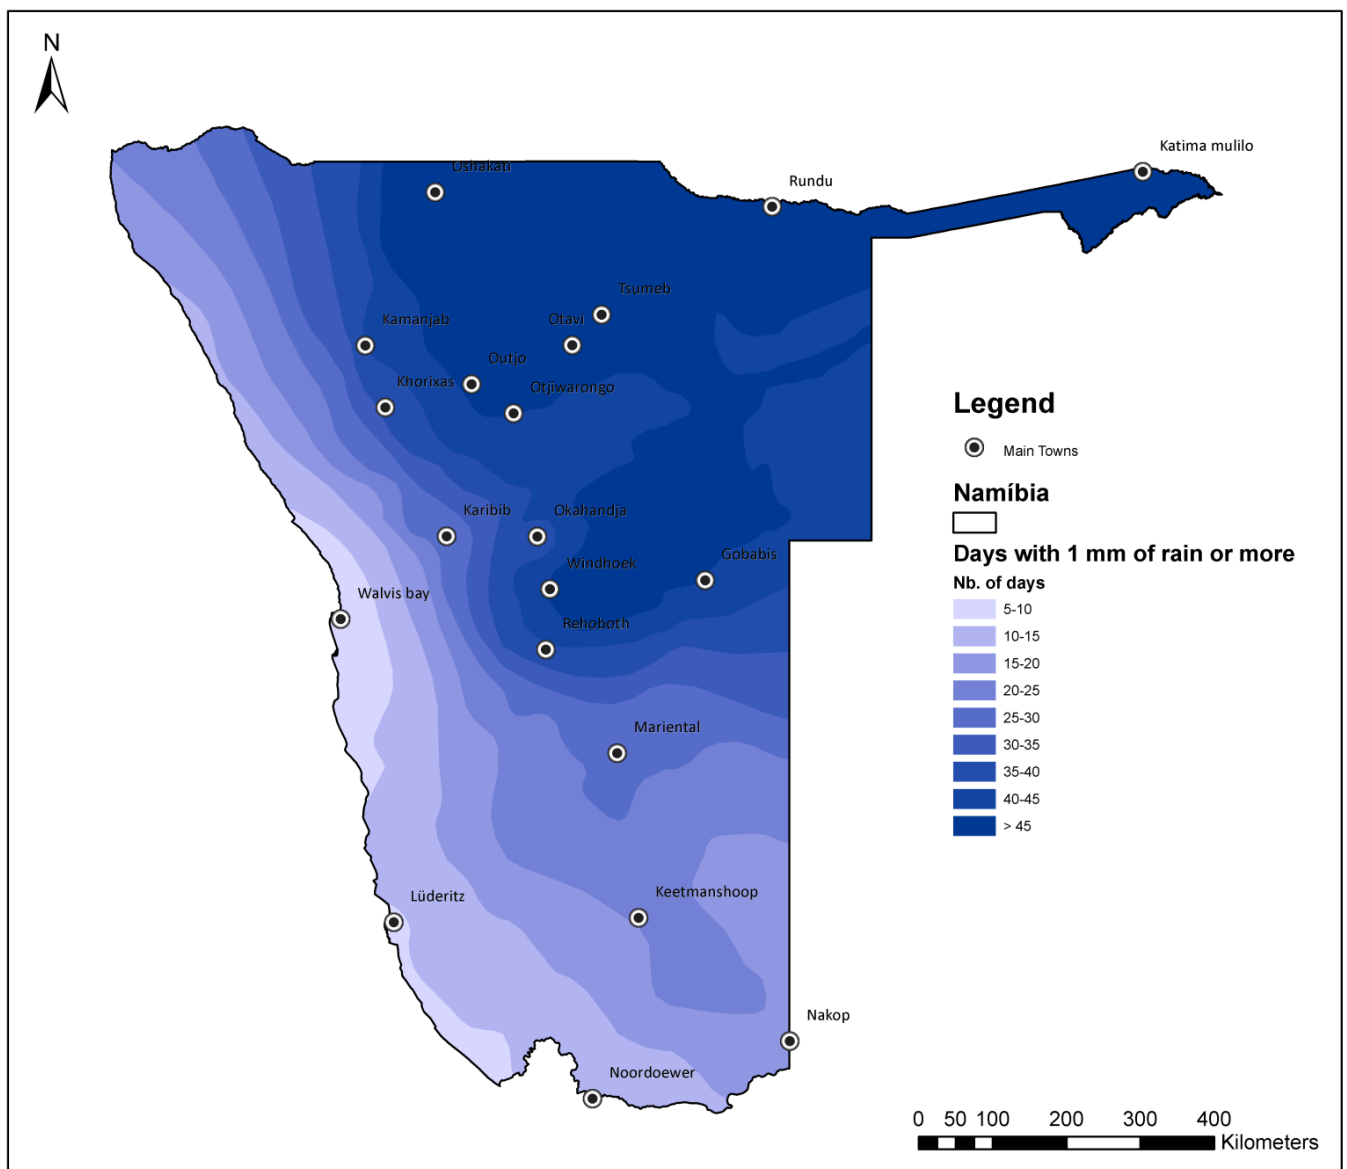 N
Katima mulilo
Oshakati
Rundu
Tsumeb
Kamanjab
Otavi
Outjo
Khorixas
Otjiwarongo
Karibib
Okahandja
Gobabis
Windhoek
Walvis bay
Rehoboth
Mariental
Keetmanshoop
Lüderitz
Nakop
Noordoewer
Legend
Main Towns
Namíbia
Days with 1 mm of rain or more
Nb. of days
5-10
10-15
15-20
20-25
25-30
30-35
35-40
40-45
> 45
0 50 100 200 300 400
Kilometers